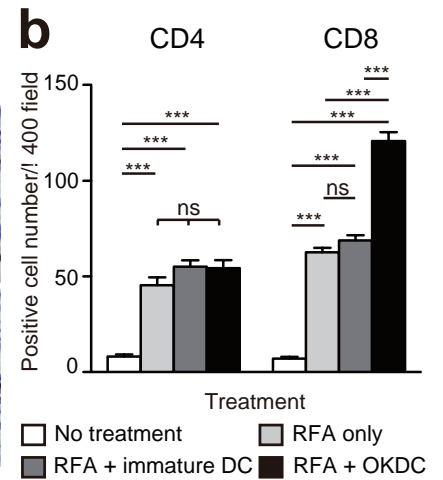 b
CD4 CD8
Positive cell number/! 400 field
150
100
50
0
***
***
***
ns
***
***
***
***
ns
***
Treatment
No treatment
RFA only
RFA + immature DC
RFA + OKDC